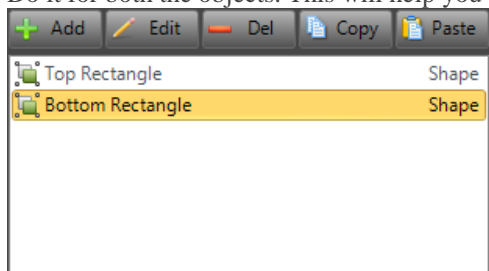 Do it for both the objects. This will help you
Add Edit Del Copy Paste
Top Rectangle Shape
Bottom Rectangle Shape